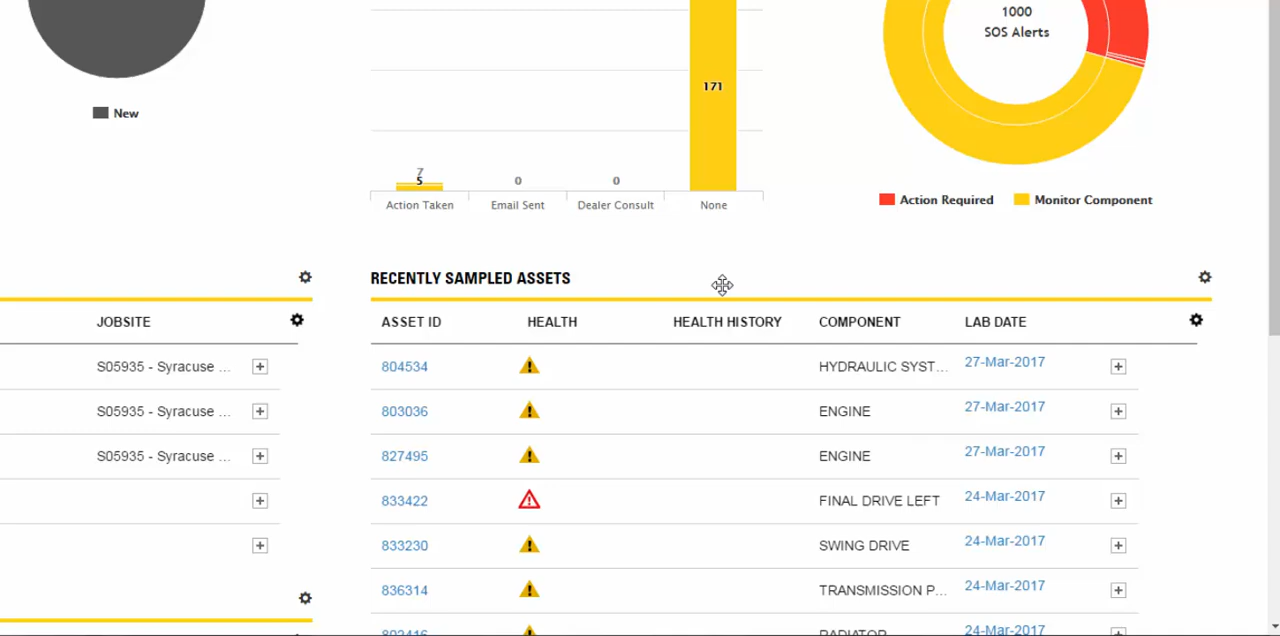 1000
SOS Alerts
171
New
7
5
0
0
Action Taken
Email Sent
Dealer Consult
None
Action Required
Monitor Component
RECENTLY SAMPLED ASSETS
JOBSITE
ASSET ID HEALTH HEALTH HISTORY COMPONENT LAB DATE
S05935 - Syracuse ...
804534 HYDRAULIC SYST... 27-Mar-2017
S05935 - Syracuse ...
803036 ENGINE 27-Mar-2017
S05935 - Syracuse ...
827495 ENGINE 27-Mar-2017
833422 FINAL DRIVE LEFT 24-Mar-2017
833230 SWING DRIVE 24-Mar-2017
836314 TRANSMISSION P... 24-Mar-2017
RADIATOR 24-Mar-2017